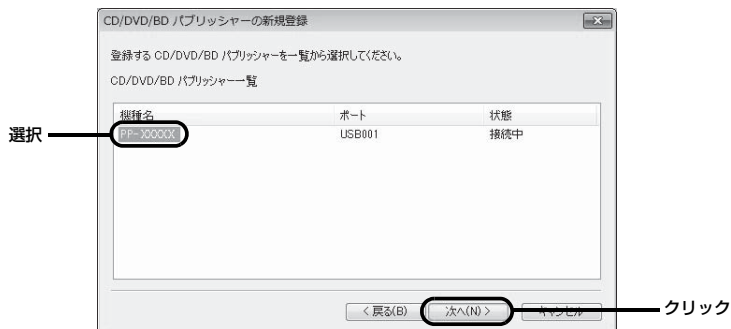 CD/DVD/BD パブリッシャーの新規登録
登録する CD/DVD/BD パブリッシャーを一覧から選択してください。
CD/DVD/BD パブリッシャー一覧
機種名 ポート 状態
選択
PP-XXXXX USB001 接続中
< 戻る(B) 次へ(N) > キャンセル
クリック